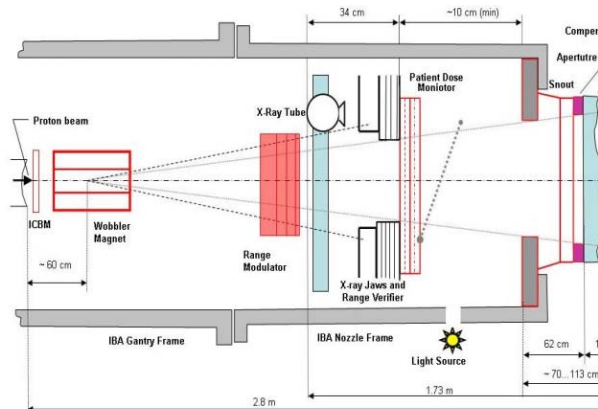 34 cm
~10 cm (min)
Compen
Apertutre
Snout
Patient Dose
Moniotor
X-Ray Tube
Proton beam
ICBM
Wobbler
Magnet
~ 60 cm
Range
Modulator
X-ray Jaws and
Range Verifier
IBA Gantry Frame
IBA Nozzle Frame
Light Source
62 cm
1
~ 70...113 cm
1.73 m
2.8 m